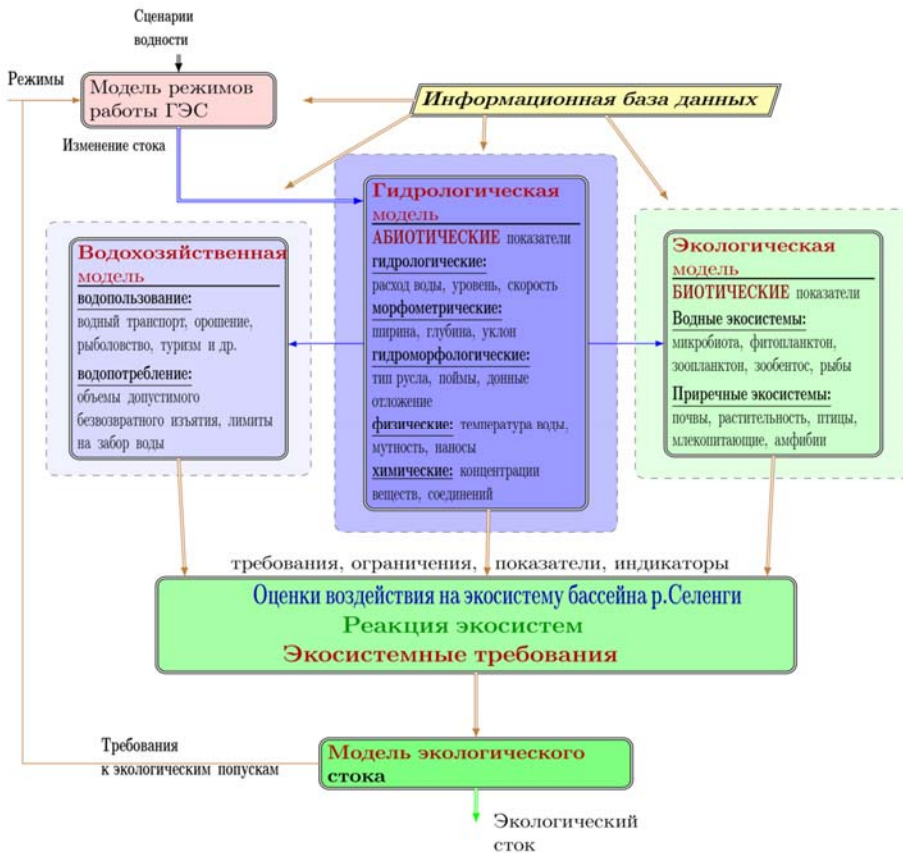 Сценарии
водности
Режимы
Модель режимов
работы ГЭС
Информационная база данных
Изменение стока
Гидрологическая
модель
АБИОТИЧЕСКИЕ показатели
гидрологические:
расход воды, уровень, скорость
морфометрические:
ширина, глубина, уклон
гидроморфологические:
тип русла, поймы, донные
отложение
физические: температура воды,
мутность, наносы
химические: концентрации
веществ, соединений
Водохозяйственная
модель
водопользование:
водный транспорт, орошение,
рыболовство, туризм и др.
водопотребление:
объемы допустимого
безвозвратного изъятия, лимиты
на забор воды
Экологическая
модель
БИОТИЧЕСКИЕ показатели
Водные экосистемы:
микробиота, фитопланктон,
зоопланктон, зообентос, рыбы
Приречные экосистемы:
почвы, растительность, птицы,
млекопитающие, амфибии
требования, ограничения, показатели, индикаторы
Оценки воздействия на экосистему бассейна р.Селенги
Реакция экосистем
Экосистемные требования
Требования
к экологическим попускам
Модель экологического
стока
Экологический
сток